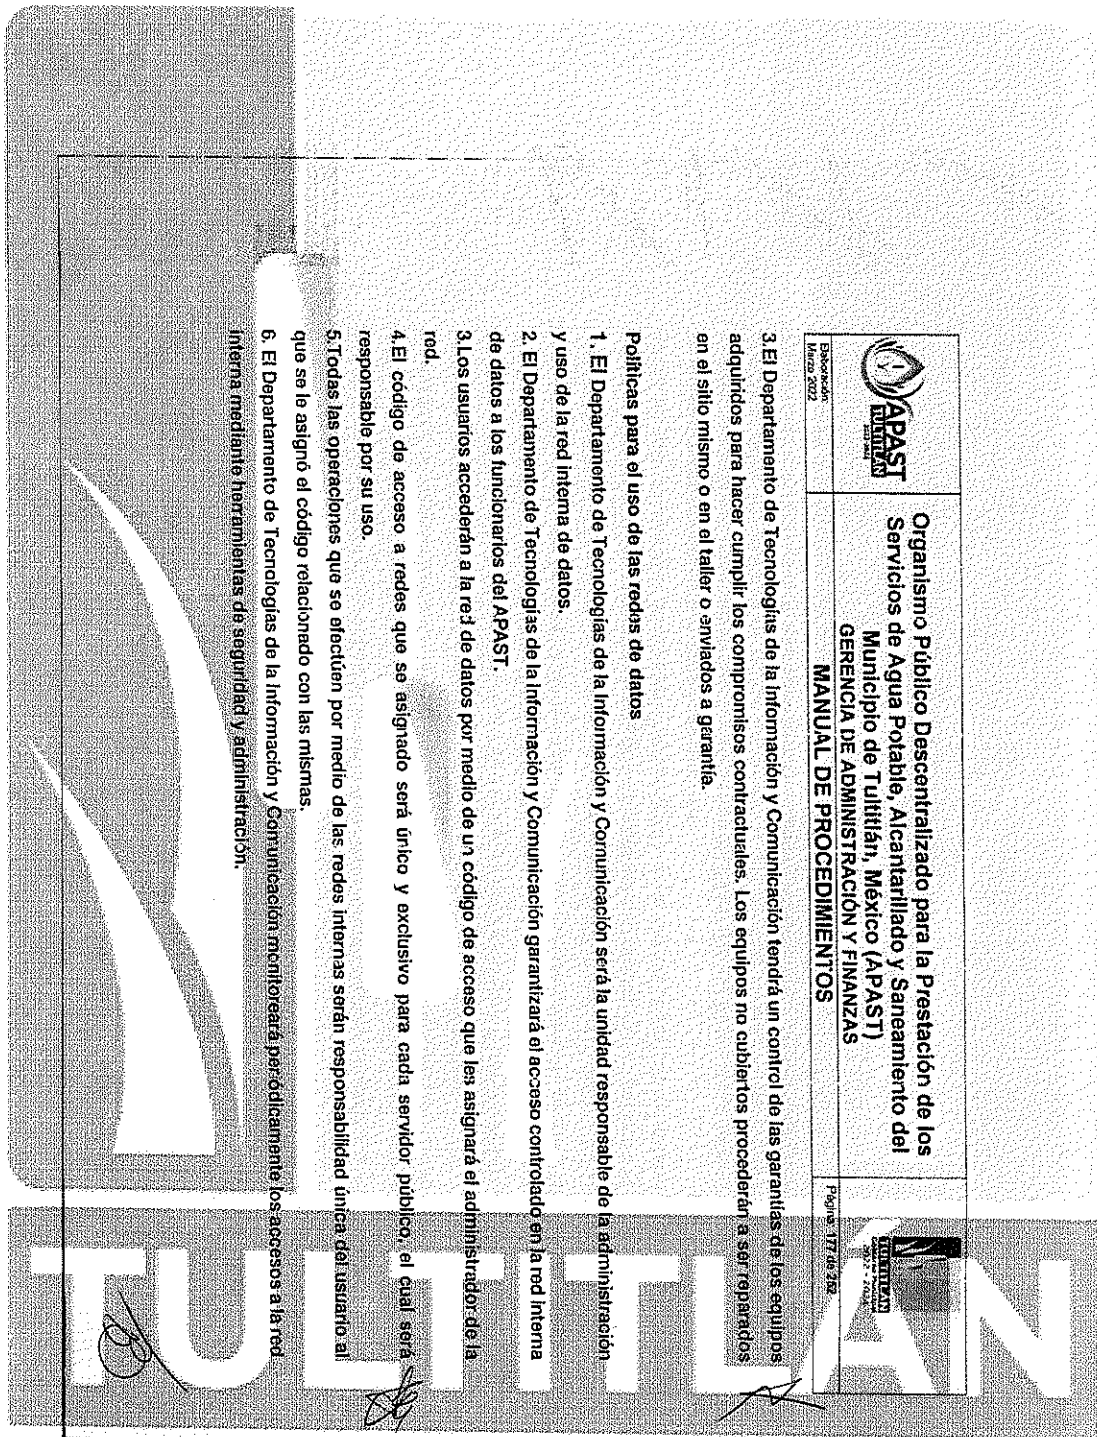 APAST
TULTITLÁN
2022-2024
Organismo Público Descentralizado para la Prestación de los
Servicios de Agua Potable, Alcantarillado y Saneamiento del
Municipio de Tultitlán, México (APAST)
GERENCIA DE ADMINISTRACIÓN Y FINANZAS
MANUAL DE PROCEDIMIENTOS
TULTITLÁN
Elaboración:
Marzo 2022
Página: 177 de 252
3.El Departamento de Tecnologías de la Información y Comunicación tendrá un control de las garantías de los equipos
adquiridos para hacer cumplir los compromisos contractuales. Los equipos no cubiertos procederán a ser reparados
en el sitio mismo o en el taller o enviados a garantía.
Políticas para el uso de las redes de datos
1. El Departamento de Tecnologías de la Información y Comunicación será la unidad responsable de la administración
y uso de la red interna de datos.
2. El Departamento de Tecnologías de la Información y Comunicación garantizará el acceso controlado en la red interna
de datos a los funcionarios del APAST.
3.Los usuarios accederán a la red de datos por medio de un código de acceso que les asignará el administrador de la
red.
4.El código de acceso a redes que se asignado será único y exclusivo para cada servidor público, el cual será
responsable por su uso.
5.Todas las operaciones que se efectúen por medio de las redes internas serán responsabilidad única del usuario al
que se le asignó el código relacionado con las mismas.
6. El Departamento de Tecnologías de la Información y Comunicación monitoreará periódicamente los accesos a la red
interna mediante herramientas de seguridad y administración.
TULTITLÁN